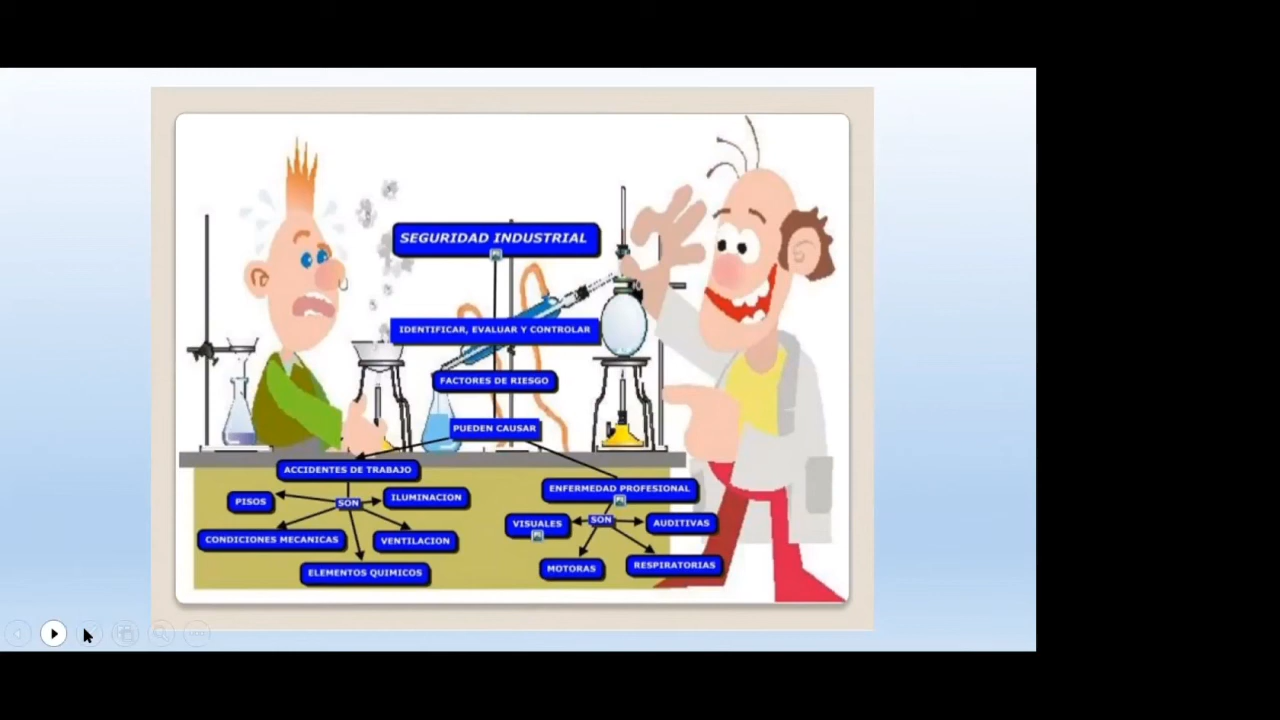 SEGURIDAD INDUSTRIAL
IDENTIFICAR, EVALUAR Y CONTROLAR
FACTORES DE RIESGO
PUEDEN CAUSAR
ACCIDENTES DE TRABAJO
SON
PISOS
ILUMINACION
CONDICIONES MECANICAS
VENTILACION
ELEMENTOS QUIMICOS
ENFERMEDAD PROFESIONAL
SON
VISUALES
AUDITIVAS
MOTORAS
RESPIRATORIAS